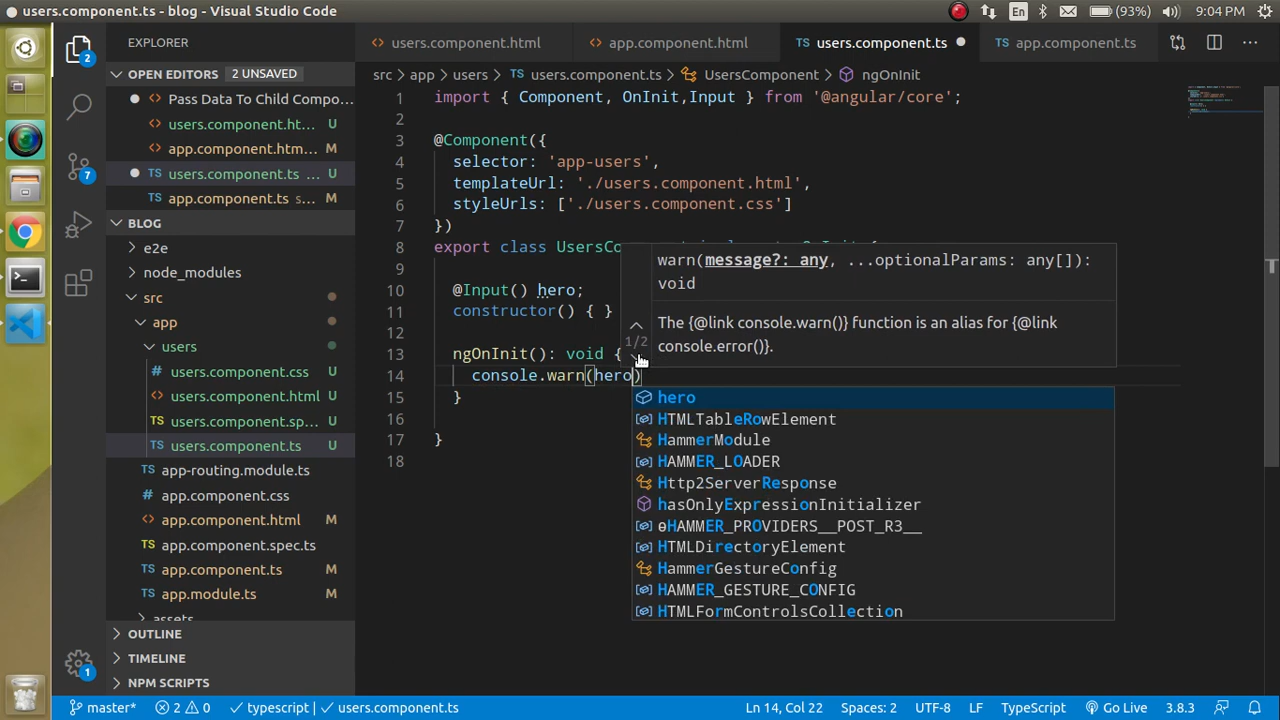 users.component.ts - blog - Visual Studio Code
En
(93%)
9:04 PM
EXPLORER
OPEN EDITORS 2 UNSAVED
Pass Data To Child Compo...
users.component.ht... U
app.component.htm...
users.component.ts ... U
app.component.ts s...
BLOG
e2e
node_modules
src
app
users
users.component.css U
users.component.html U
users.component.sp... U
users.component.ts U
app-routing.module.ts
app.component.css
app.component.html M
app.component.spec.ts
app.component.ts M
app.module.ts M
assets
OUTLINE
TIMELINE
NPM SCRIPTS
2
7
1
users.component.html
app.component.html
TS users.component.ts
TS app.component.ts
src > app > users > TS users.component.ts > UsersComponent > ngOnInit
1 import { Component, OnInit,Input } from '@angular/core';
2
3 @Component({
4 selector: 'app-users',
5 templateUrl: './users.component.html',
6 styleUrls: ['./users.component.css']
7 })
8 export class UsersCo
9
10 @Input() hero;
11 constructor() { }
12
13 ngOnInit(): void {
14 console.warn(hero)
15 }
16
17 }
18
warn(message?: any, ...optionalParams: any[]):
void
1/2
The {@link console.warn()} function is an alias for {@link
console.error()}.
hero
HTMLTableRowElement
HammerModule
HAMMER_LOADER
Http2ServerResponse
hasOnlyExpressionInitializer
ɵHAMMER_PROVIDERS__POST_R3__
HTMLDirectoryElement
HammerGestureConfig
HAMMER_GESTURE_CONFIG
HTMLFormControlsCollection
master* 2 0 typescript | users.component.ts Ln 14, Col 22 Spaces: 2 UTF-8 LF TypeScript Go Live 3.8.3